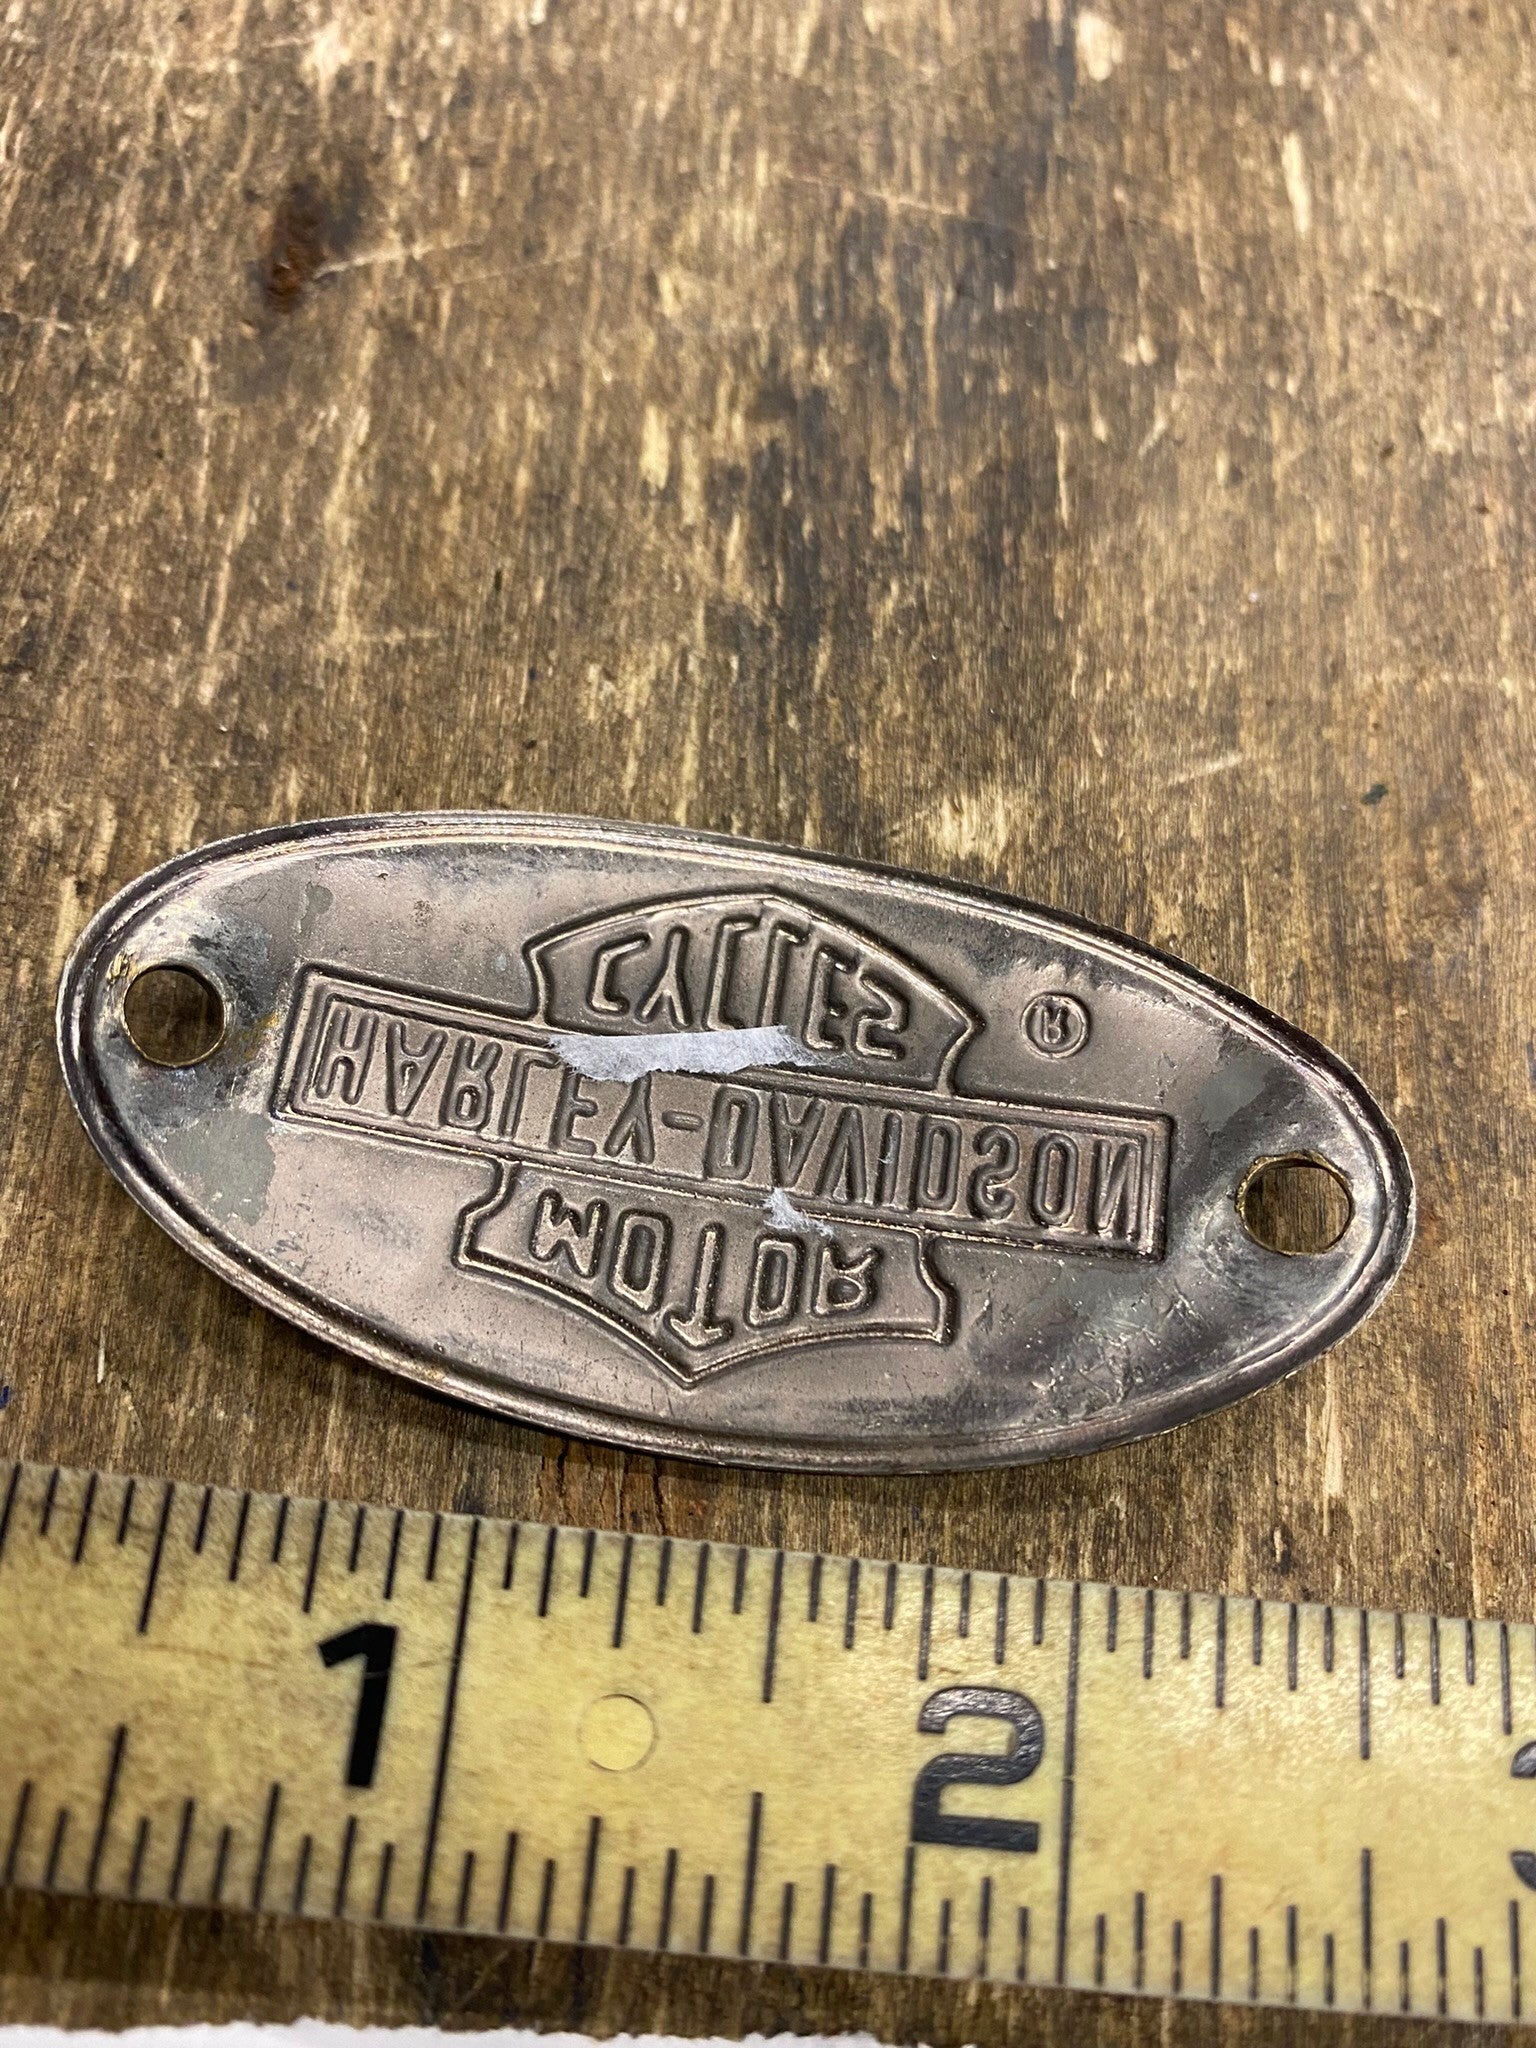 CYCLES
®
HARLEY-DAVIDSON
MOTOR
1 2